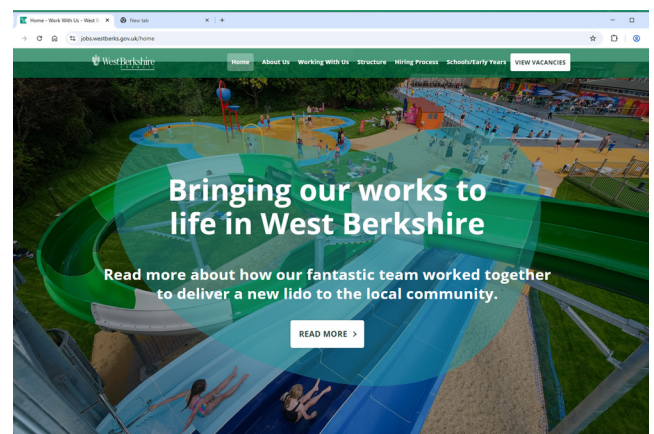 Home - Work With Us - West B
New tab
jobs.westberks.gov.uk/home
WestBerkshire
COUNCIL
Home About Us Working With Us Structure Hiring Process Schools/Early Years VIEW VACANCIES
Bringing our works to
life in West Berkshire
Read more about how our fantastic team worked together
to deliver a new lido to the local community.
READ MORE >